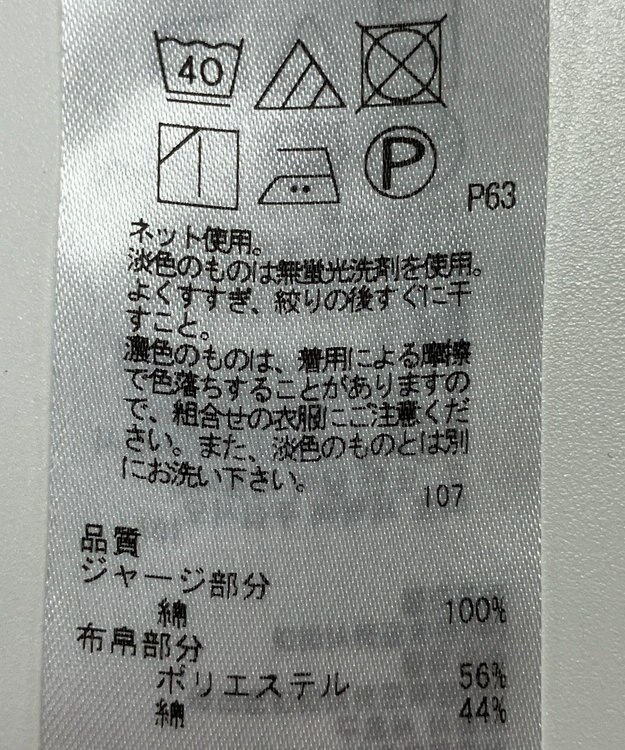 40
P
P63
ネット使用。
淡色のものは無蛍光洗剤を使用。
よくすすぎ、絞りの後すぐに干
すこと。
濃色のものは、着用による摩擦
で色落ちすることがありますの
で、組合せの衣服にご注意くだ
さい。また、淡色のものとは別
にお洗い下さい。
107
品質
ジャージ部分
綿 100%
布帛部分
ポリエステル 56%
綿 44%